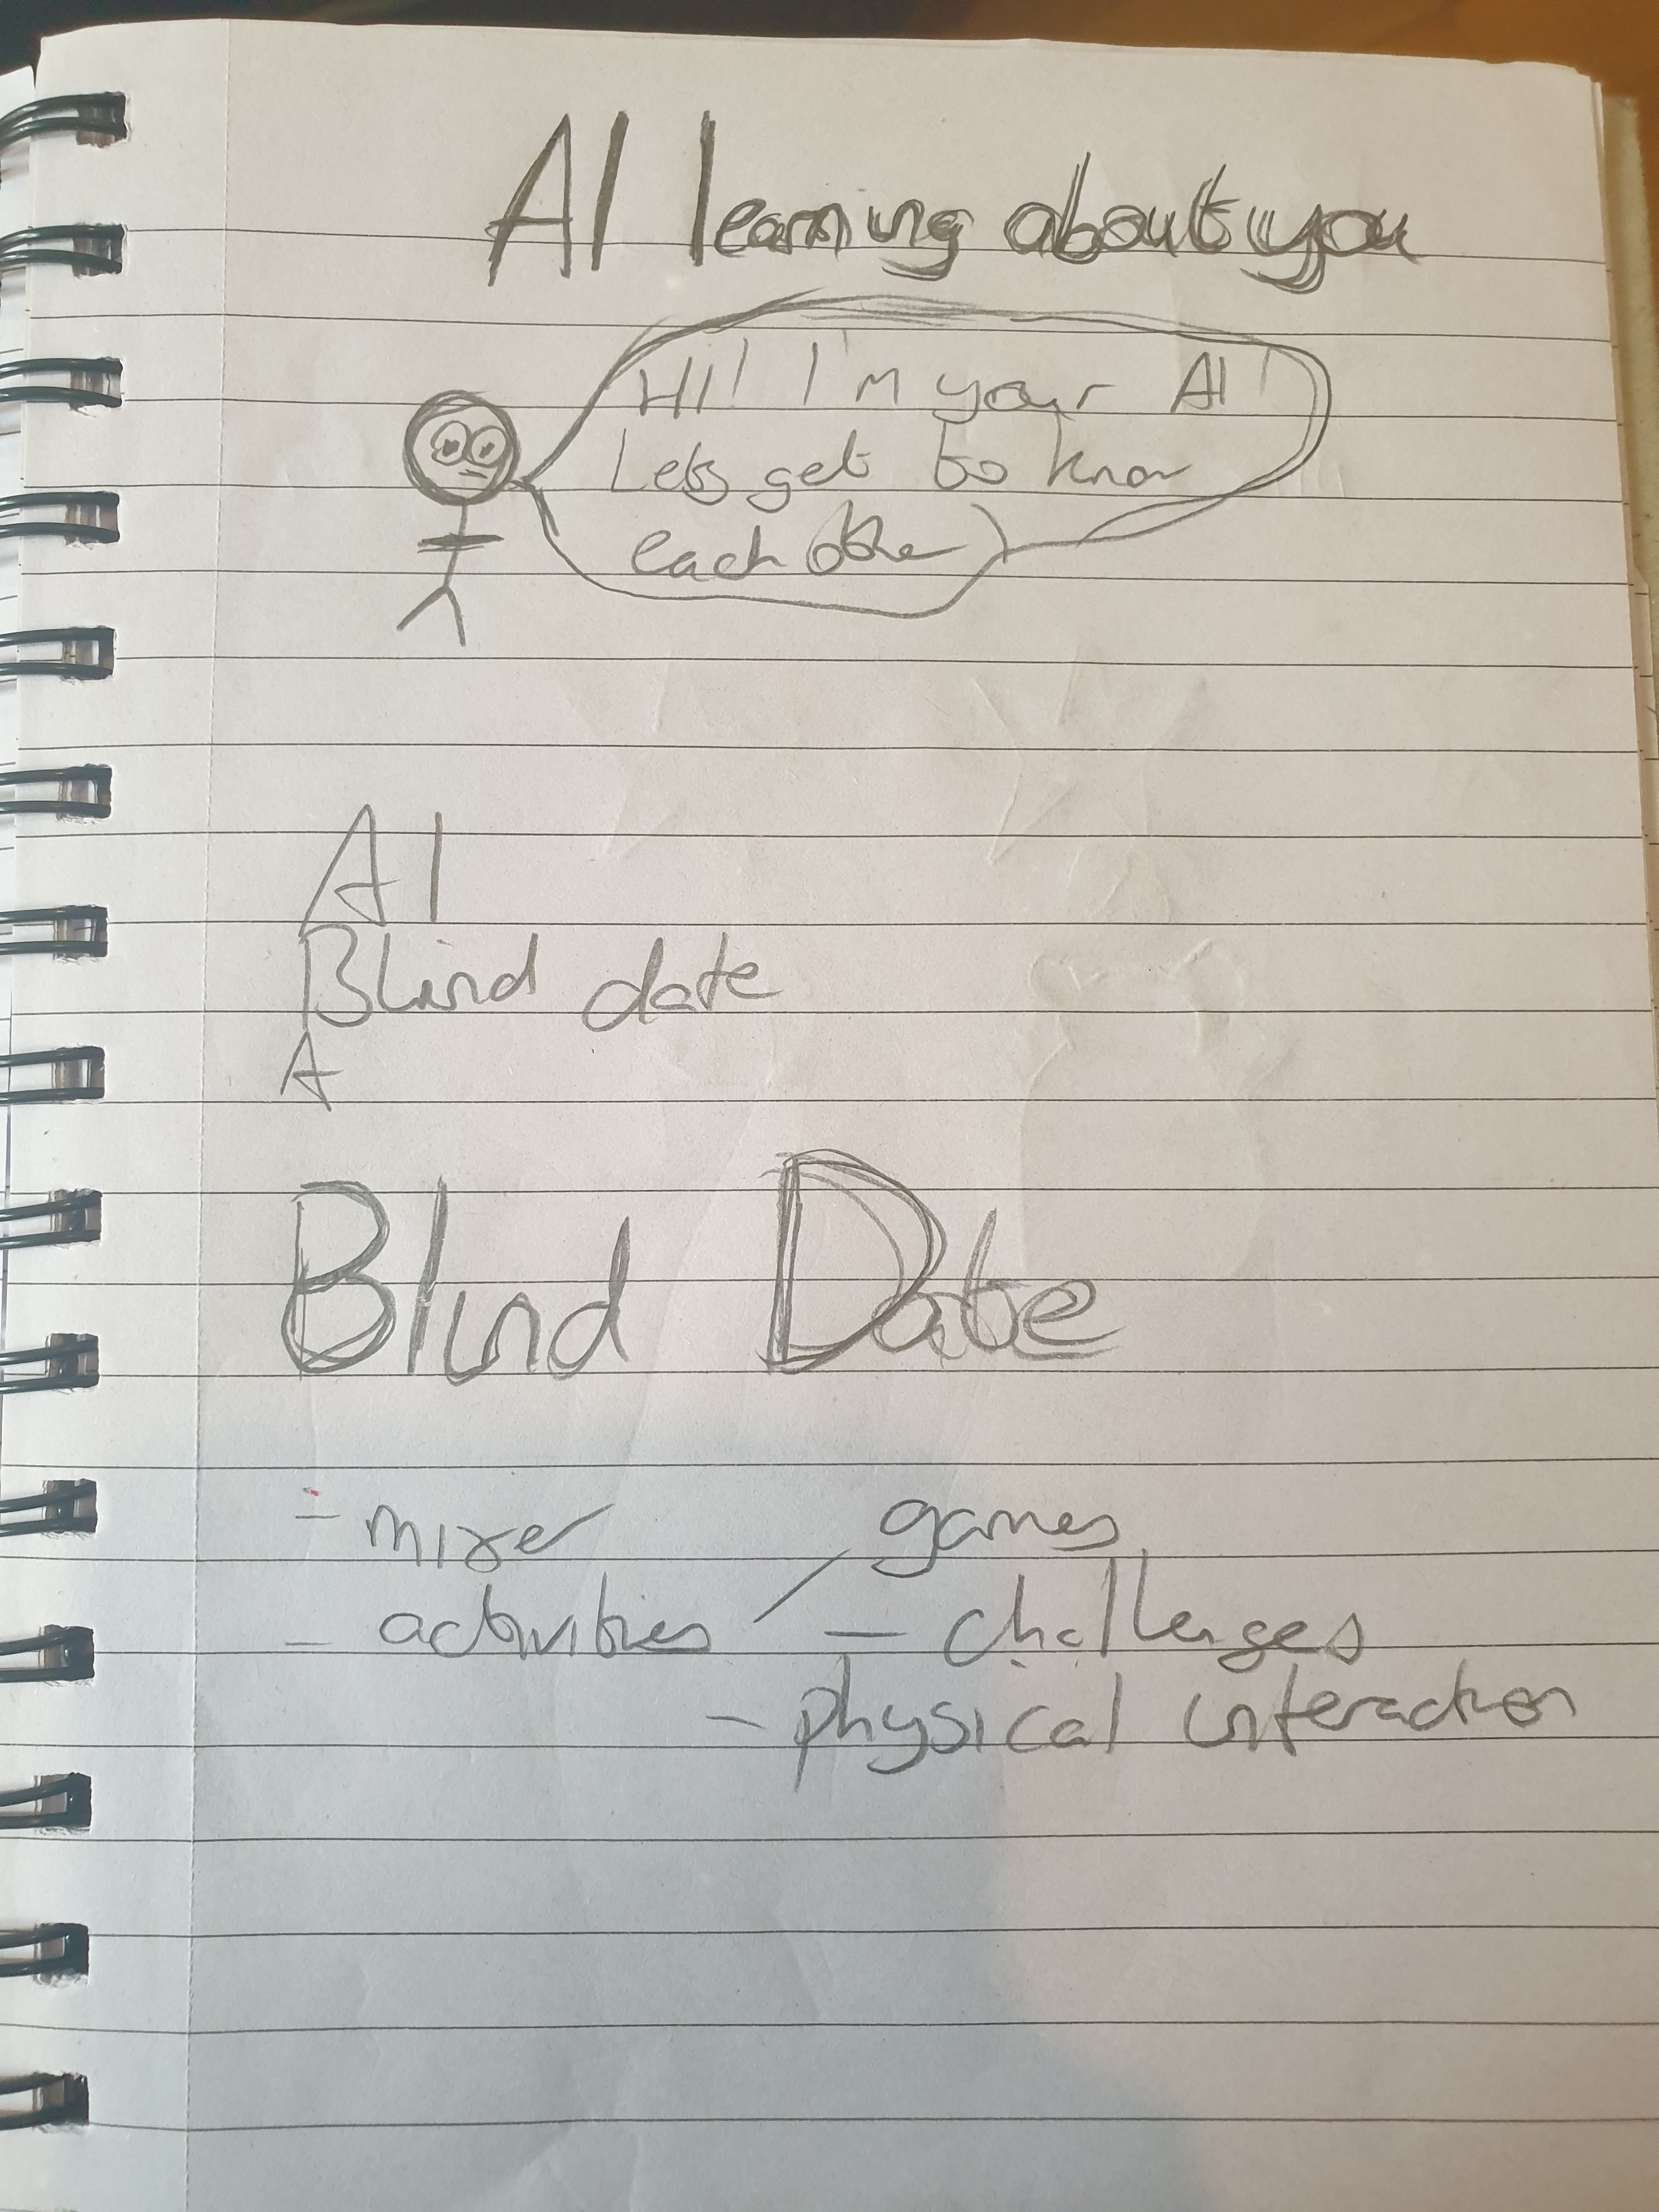 AI learning about you
Hi! I'm your AI!
Lets get to know
each other
AI
Blind date
A
Blind Date
- mixer games
- activities - challenges
- physical interaction